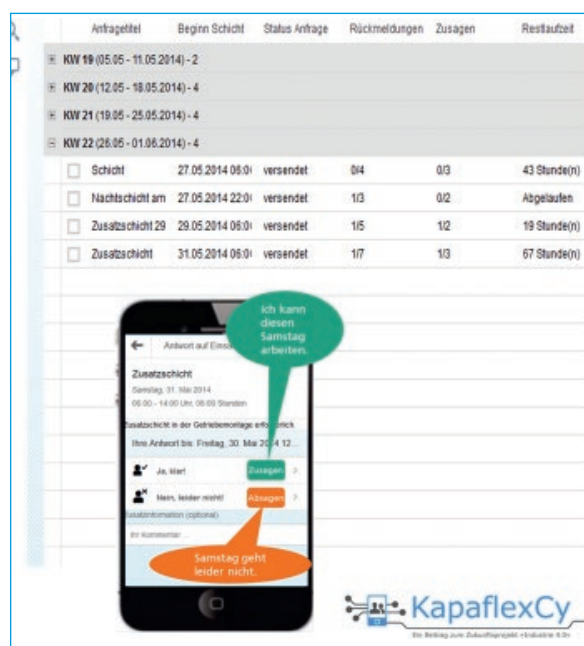 Anfragetitel Beginn Schicht Status Anfrage Rückmeldungen Zusagen Restlaufzeit
KW 19 (05.05 - 11.05.2014) - 2
KW 20 (12.05 - 18.05.2014) - 4
KW 21 (19.05 - 25.05.2014) - 4
KW 22 (26.05 - 01.06.2014) - 4
Schicht 27.05.2014 06:0 versendet 0/4 0/3 43 Stunde(n)
Nachtschicht am 27.05.2014 22:0 versendet 1/3 0/2 Abgelaufen
Zusatzschicht 29 29.05.2014 06:0 versendet 1/5 1/2 19 Stunde(n)
Zusatzschicht 31.05.2014 06:0 versendet 1/7 1/3 67 Stunde(n)
Ich kann
diesen
Samstag
arbeiten.
Antwort auf Eins
Zusatzschicht
Samstag, 31. Mai 2014
06:00 - 14:00 Uhr, 08:00 Stunden
Zusatzschicht in der Getriebemontage erforderlich
Ihre Antwort bis: Freitag, 30. Mai 2014 12...
Ja, klar! Zusagen
Nein, leider nicht! Absagen
Zusatzinformation (optional)
Ihr Kommentar ...
Samstag geht
leider nicht.
KapaflexCy
Ein Beitrag zum Zukunftsprojekt »Industrie 4.0«